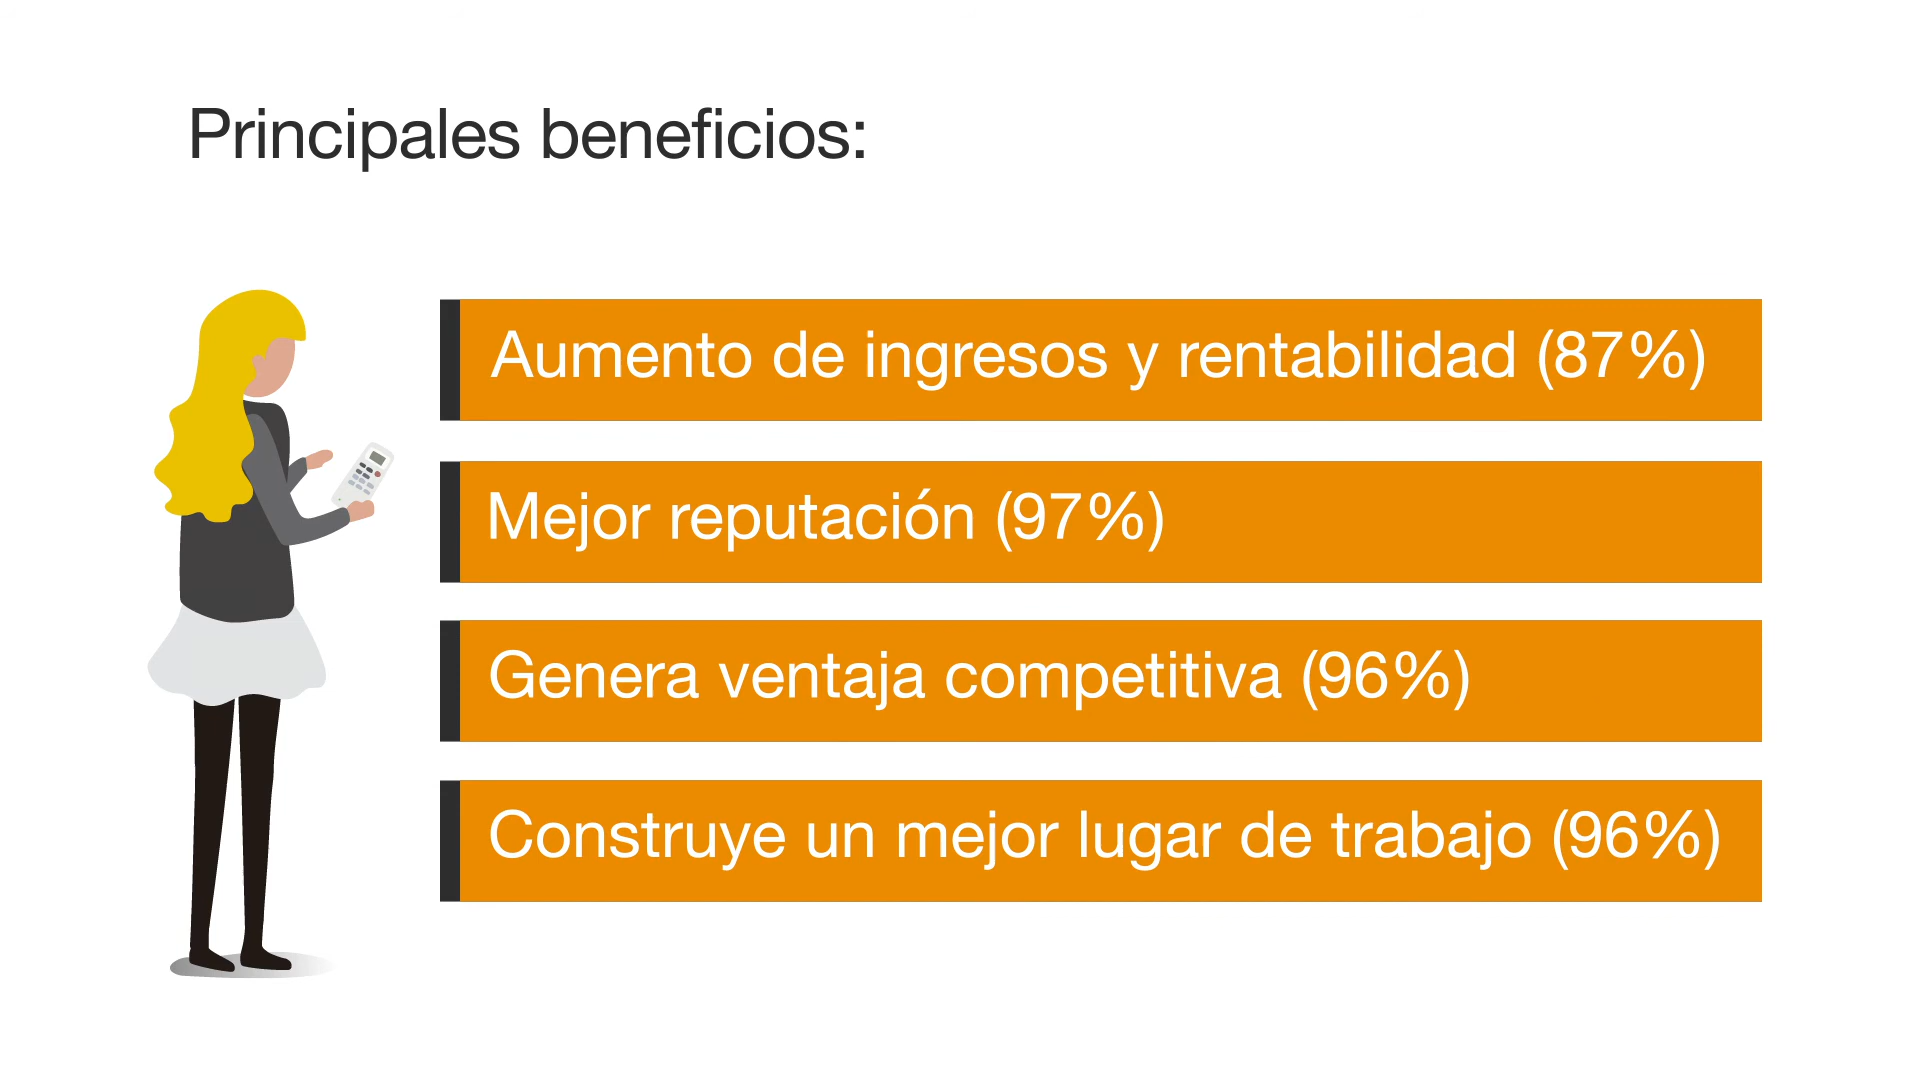 Principales beneficios:
Aumento de ingresos y rentabilidad (87%)
Mejor reputación (97%)
Genera ventaja competitiva (96%)
Construye un mejor lugar de trabajo (96%)